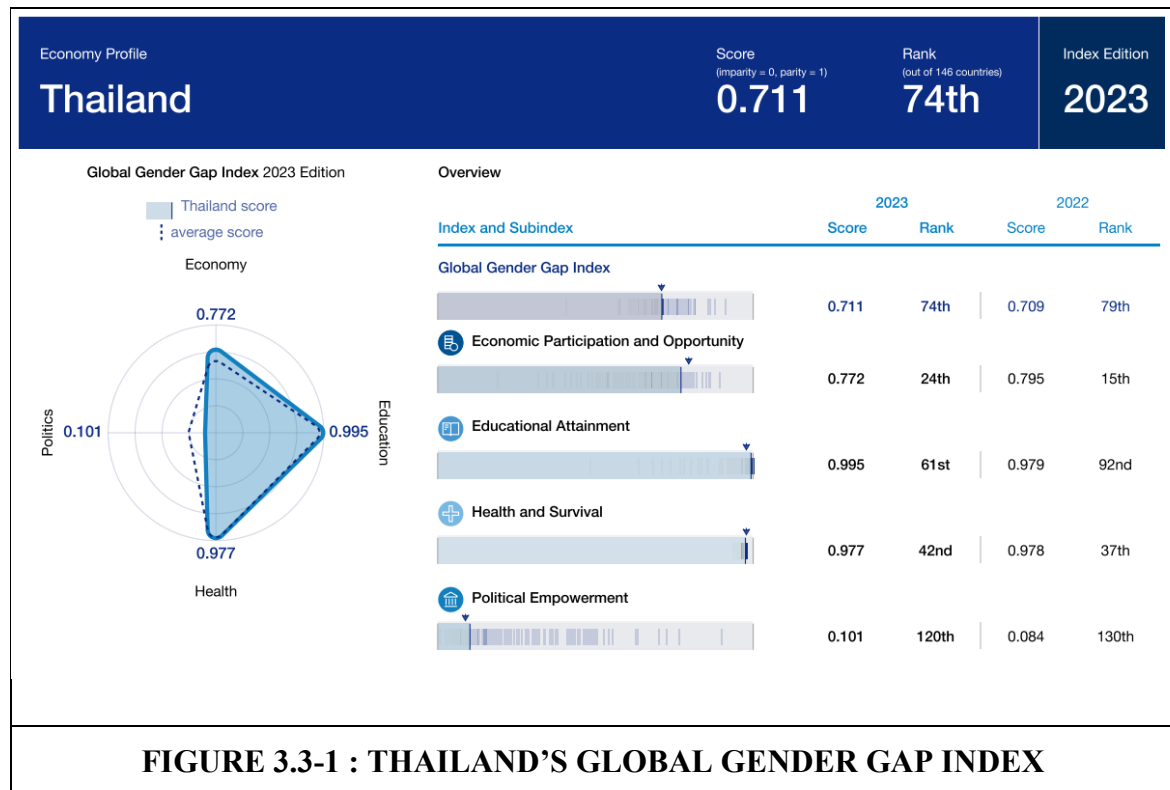 Economy Profile
Thailand
Score
(imparity = 0, parity = 1)
0.711
Rank
(out of 146 countries)
74th
Index Edition
2023
Global Gender Gap Index 2023 Edition
Thailand score
average score
Economy
0.772
Politics
0.101
0.995
Education
0.977
Health
Overview
2023 2022
Index and Subindex Score Rank Score Rank
Global Gender Gap Index
0.711 74th 0.709 79th
Economic Participation and Opportunity
0.772 24th 0.795 15th
Educational Attainment
0.995 61st 0.979 92nd
Health and Survival
0.977 42nd 0.978 37th
Political Empowerment
0.101 120th 0.084 130th
FIGURE 3.3-1 : THAILAND'S GLOBAL GENDER GAP INDEX